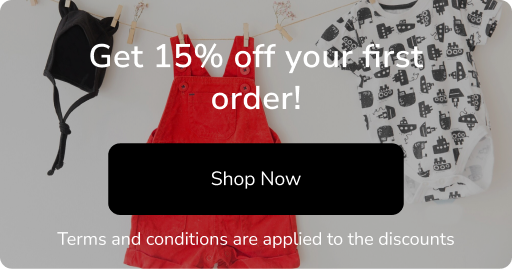 Get 15% off your first
order!
Shop Now
Terms and conditions are applied to the discounts